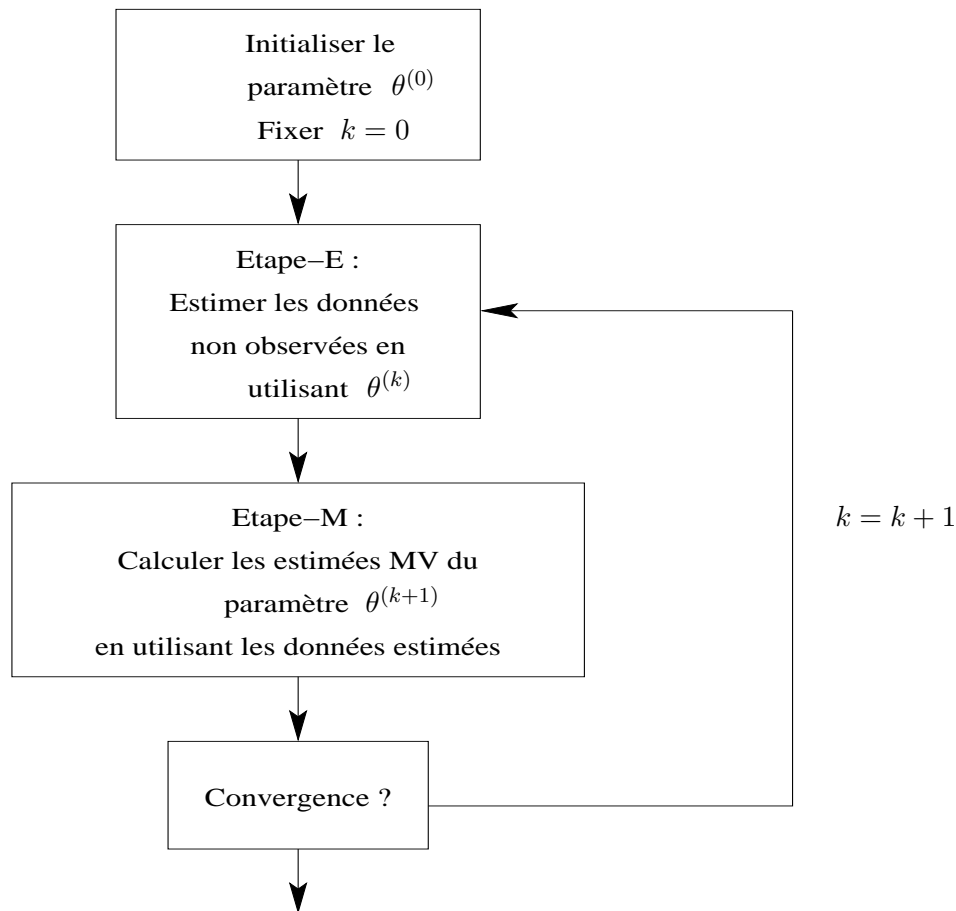 Initialiser le
paramètre θ^(0)
Fixer k = 0
Etape–E :
Estimer les données
non observées en
utilisant θ^(k)
Etape–M :
Calculer les estimées MV du
paramètre θ^(k+1)
en utilisant les données estimées
k = k + 1
Convergence ?